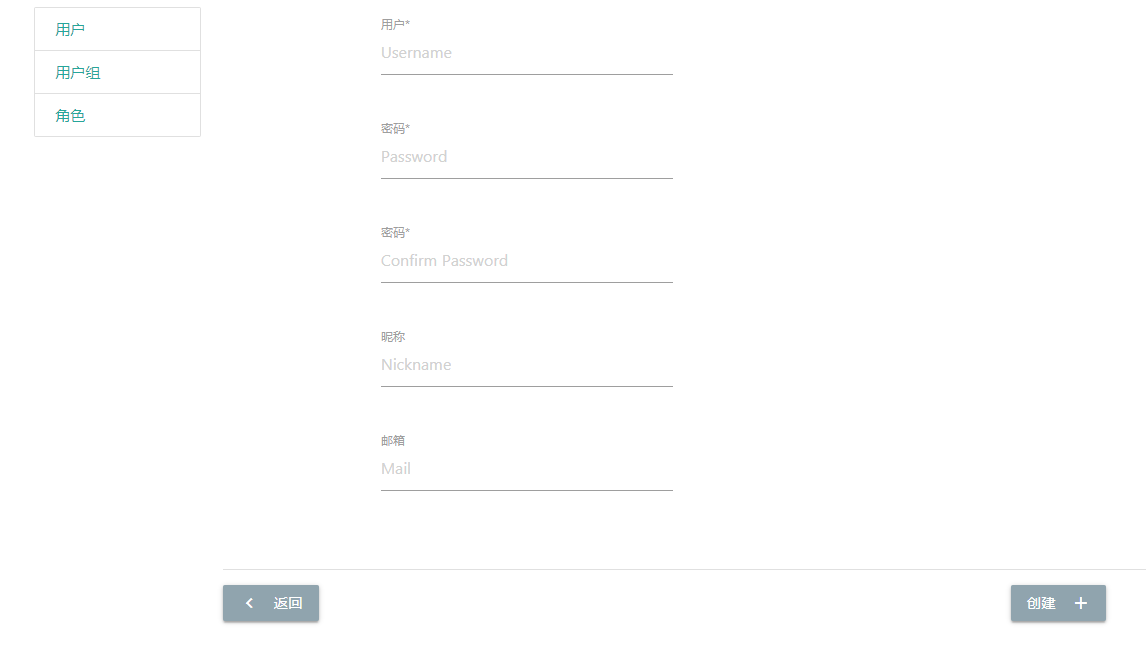 用户
用户组
角色
用户*
Username
密码*
Password
密码*
Confirm Password
昵称
Nickname
邮箱
Mail
返回
创建